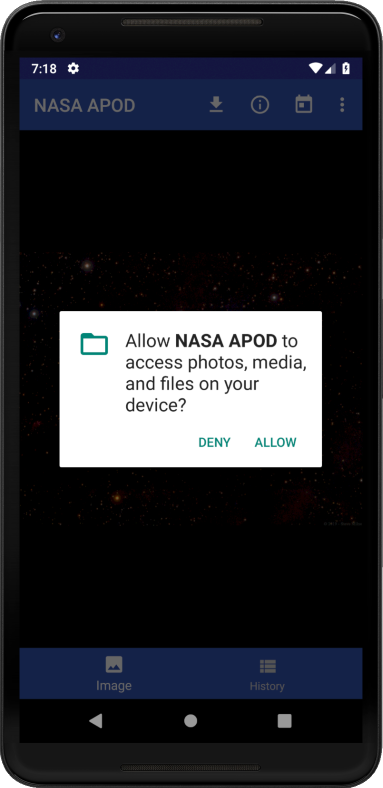 7:18
NASA APOD
Allow NASA APOD to
access photos, media,
and files on your
device?
DENY ALLOW
Image History